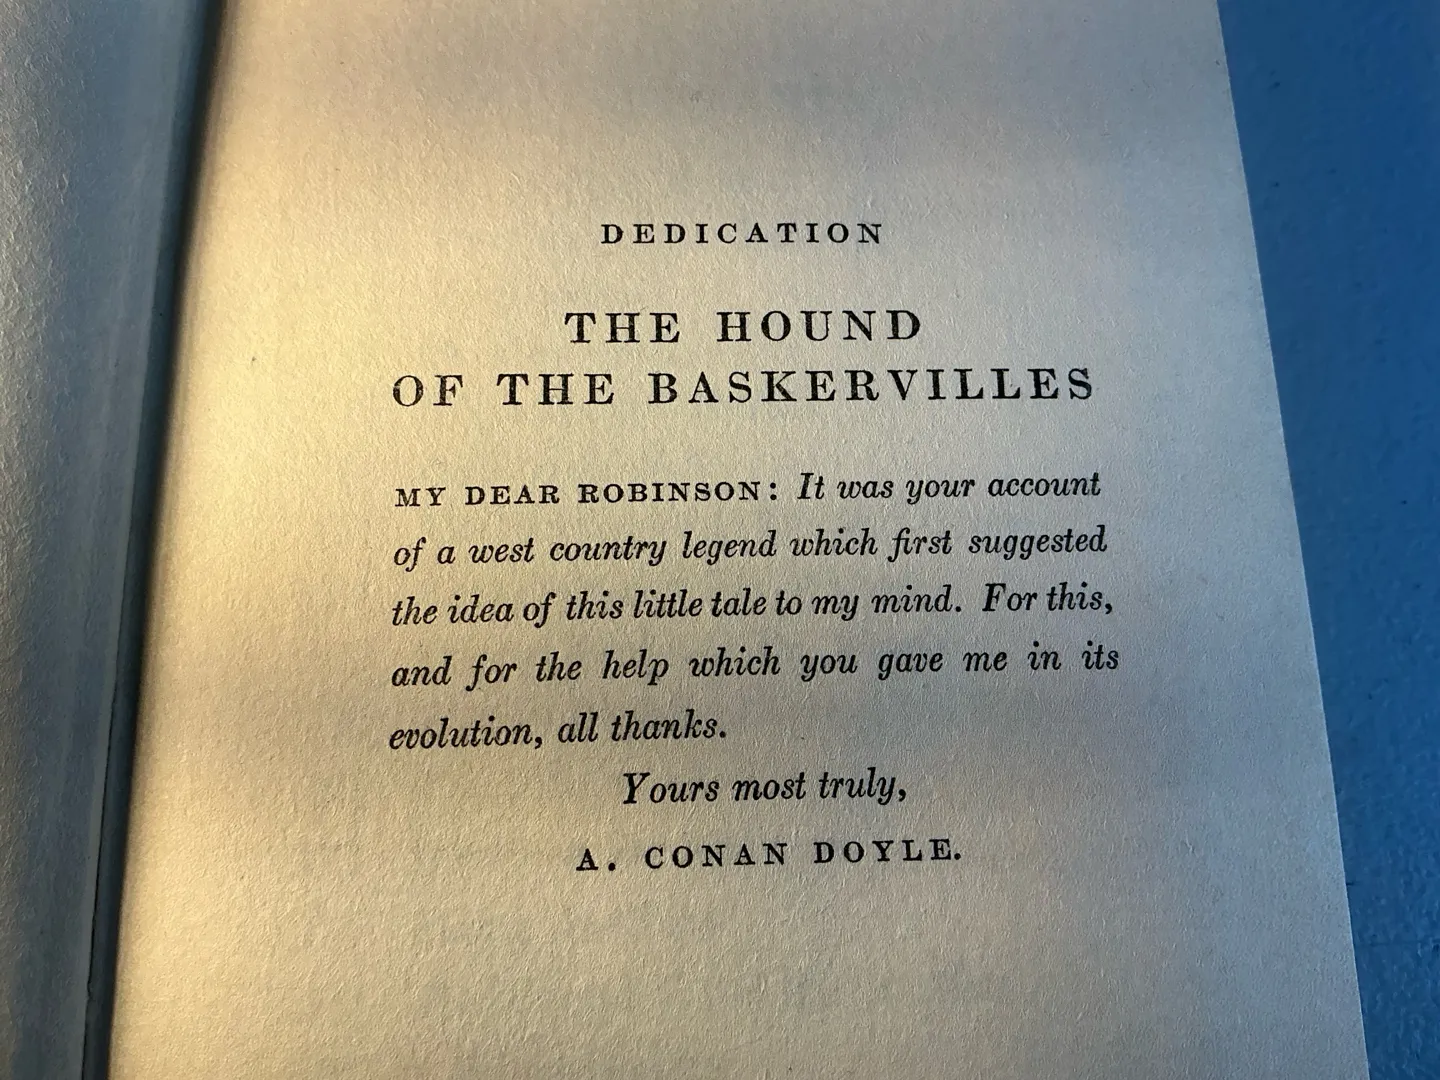 DEDICATION
THE HOUND
OF THE BASKERVILLES
MY DEAR ROBINSON: It was your account
of a west country legend which first suggested
the idea of this little tale to my mind. For this,
and for the help which you gave me in its
evolution, all thanks.
Yours most truly,
A. CONAN DOYLE.